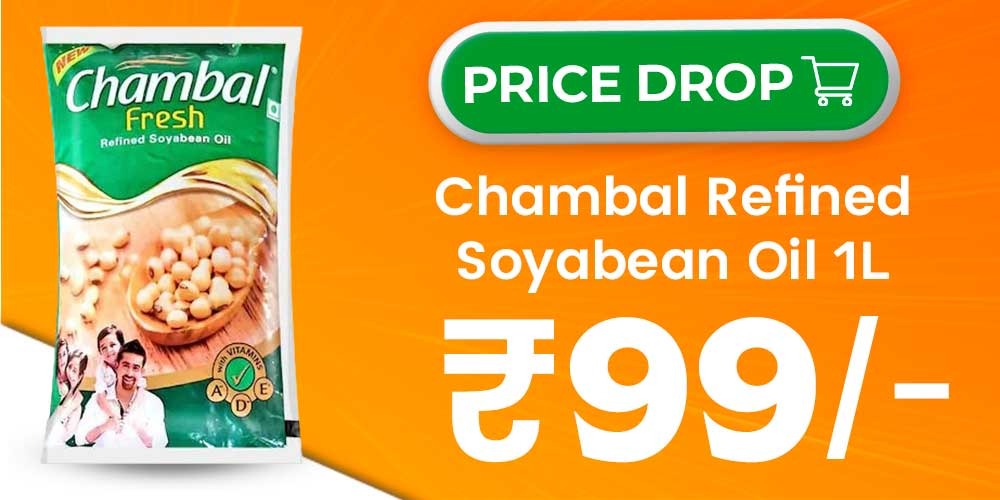 NEW
Chambal
Fresh
Refined Soyabean Oil
with VITAMINS
A D E
PRICE DROP
Chambal Refined
Soyabean Oil 1L
₹99/-